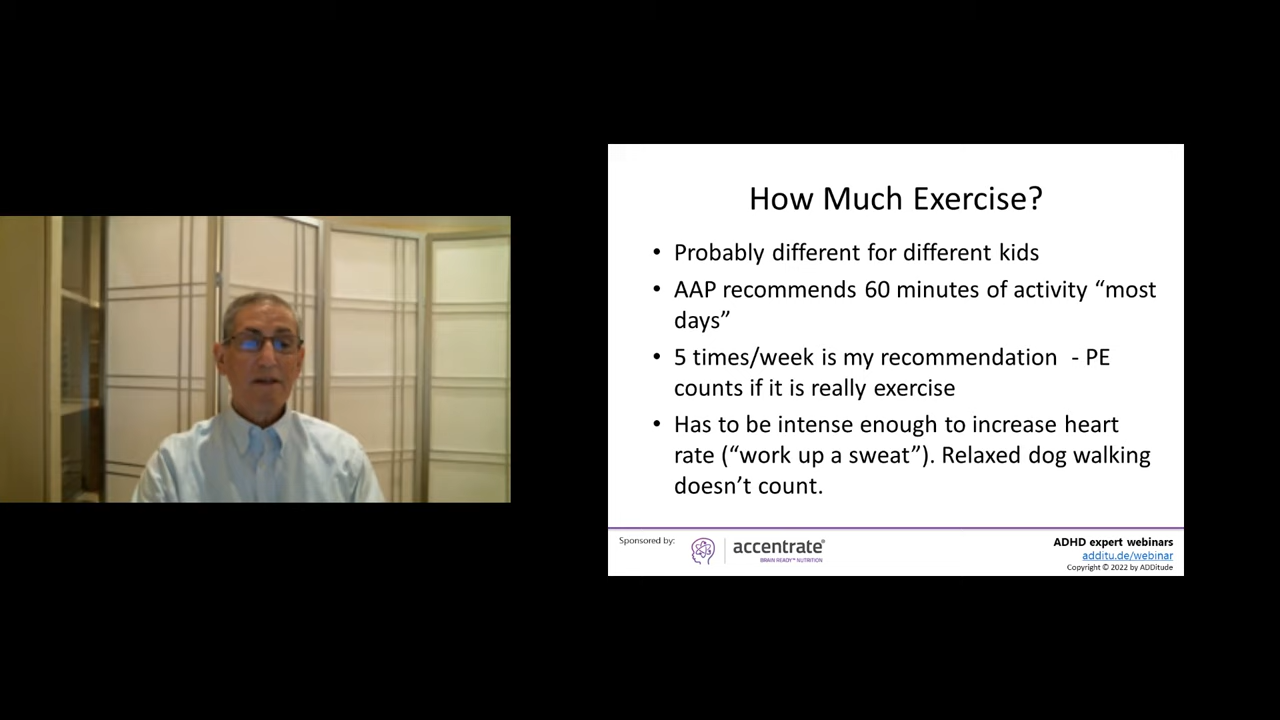 How Much Exercise?
• Probably different for different kids
• AAP recommends 60 minutes of activity “most
days”
• 5 times/week is my recommendation - PE
counts if it is really exercise
• Has to be intense enough to increase heart
rate (“work up a sweat”). Relaxed dog walking
doesn’t count.
Sponsored by:
accentrate®
BRAIN READY™ NUTRITION
ADHD expert webinars
additu.de/webinar
Copyright © 2022 by ADDitude